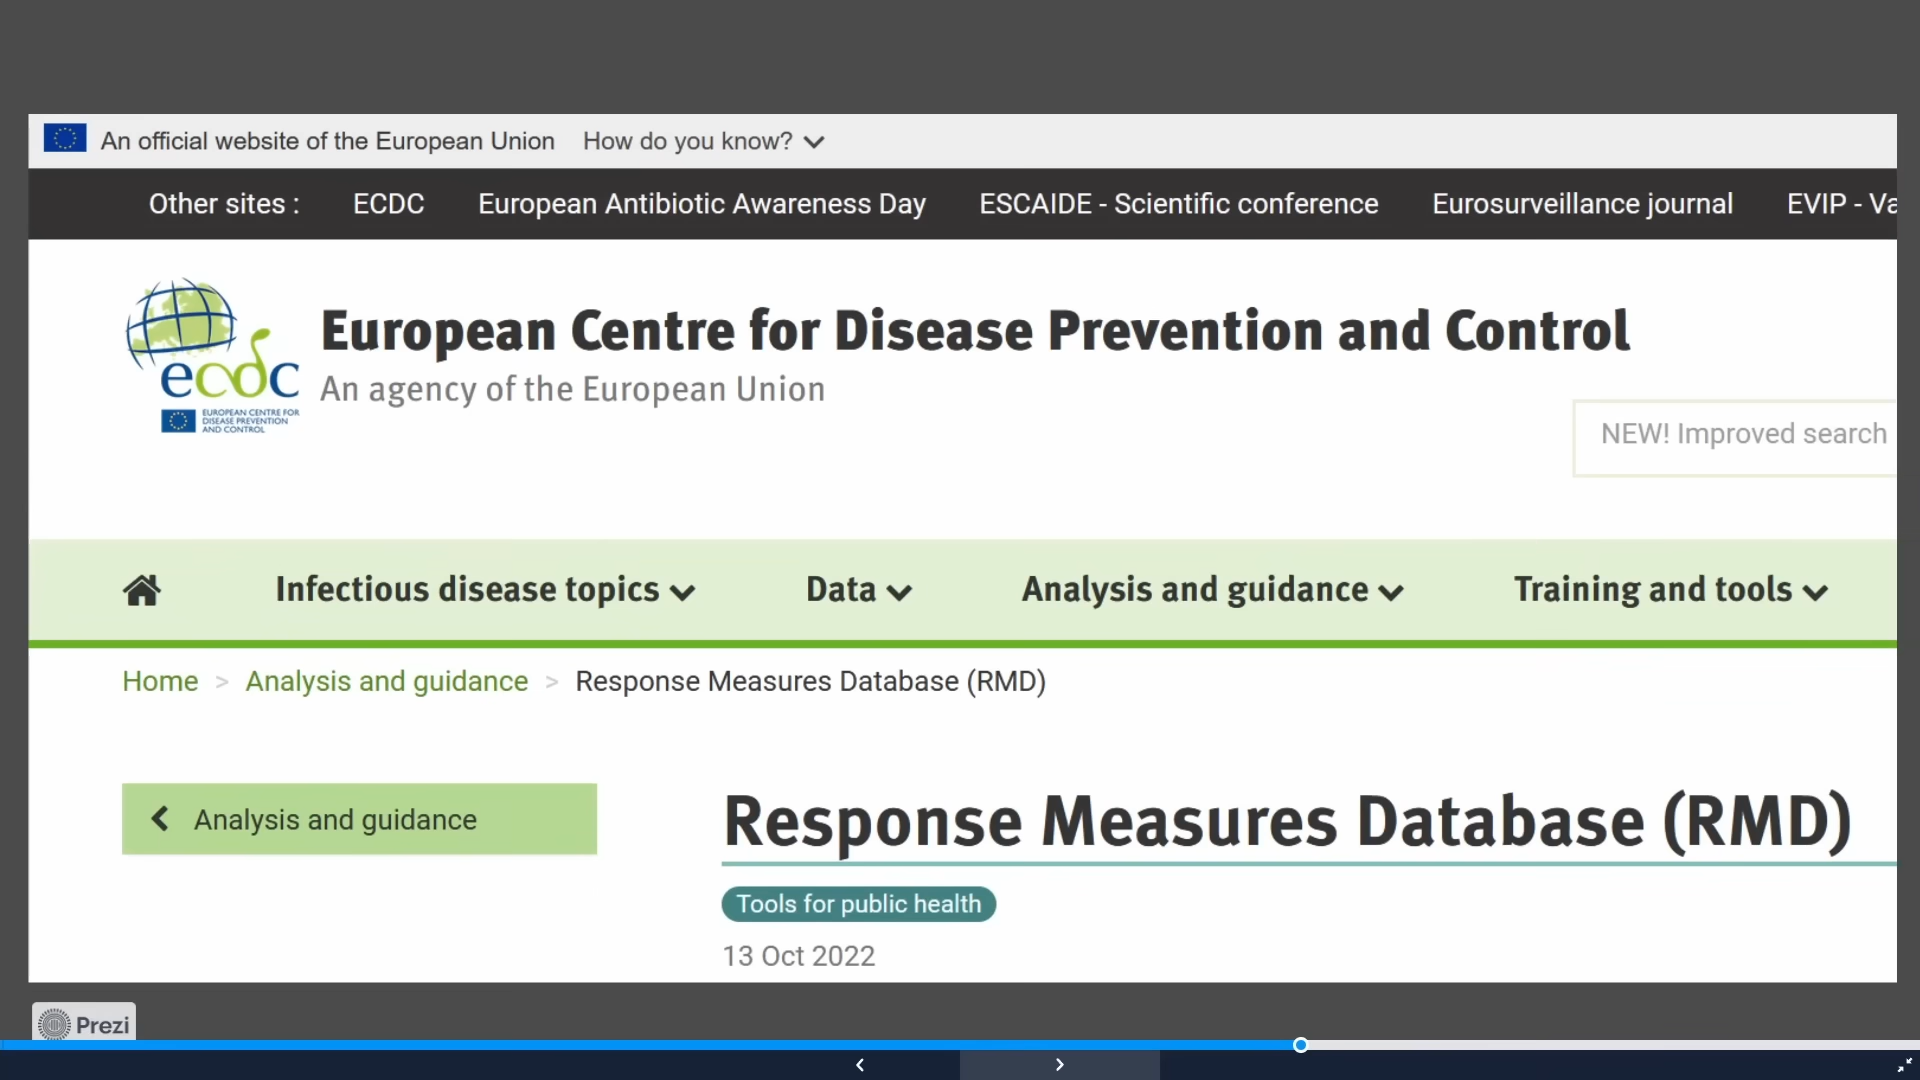 An official website of the European Union How do you know?
Other sites : ECDC European Antibiotic Awareness Day ESCAIDE - Scientific conference Eurosurveillance journal EVIP - Va
European Centre for Disease Prevention and Control
An agency of the European Union
ecdc
EUROPEAN CENTRE FOR
DISEASE PREVENTION
AND CONTROL
NEW! Improved search
Infectious disease topics Data Analysis and guidance Training and tools
Home > Analysis and guidance > Response Measures Database (RMD)
Analysis and guidance
Response Measures Database (RMD)
Tools for public health
13 Oct 2022
Prezi